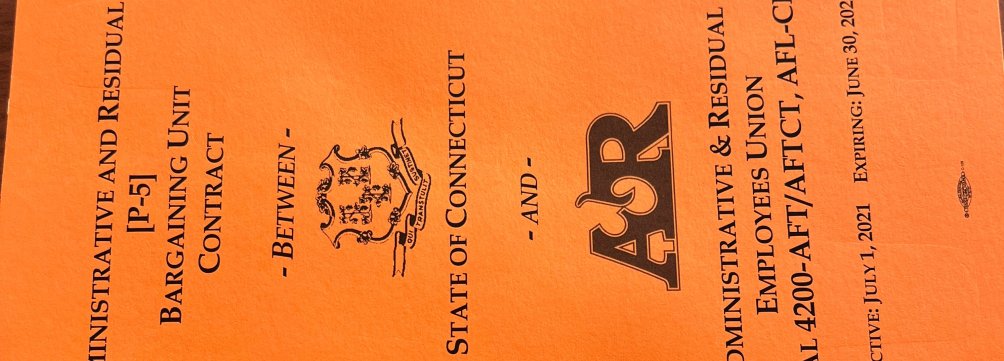 MINISTRATIVE AND RESIDUAL
[P-5]
BARGAINING UNIT
CONTRACT
- BETWEEN -
QUI TRANSTULIT SUSTINET
STATE OF CONNECTICUT
- AND -
A&R
DMINISTRATIVE & RESIDUAL
EMPLOYEES UNION
AL 4200-AFT/AFTCT, AFL-CI
CTIVE: JULY 1, 2021 EXPIRING: JUNE 30, 202